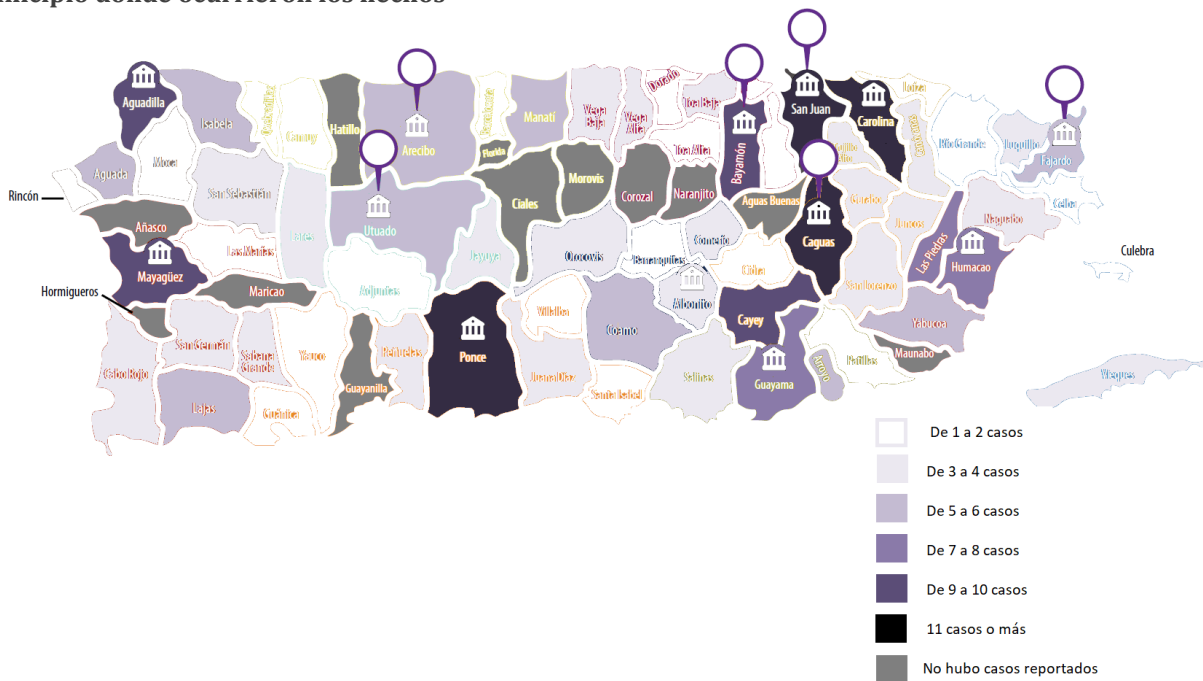 nicipio donde ocurrieron los hechos
Aguadilla
Isabela
Quebradillas
Camuy
Hatillo
Arecibo
Barceloneta
Florida
Manatí
Vega Baja
Vega Alta
Dorado
Toa Baja
Toa Alta
Bayamón
San Juan
Carolina
Loíza
Río Grande
Luquillo
Fajardo
Ceiba
Culebra
Rincón
Aguada
Moca
San Sebastián
Lares
Utuado
Ciales
Morovis
Corozal
Naranjito
Aguas Buenas
Caguas
Gurabo
Juncos
Las Piedras
Naguabo
Humacao
Añasco
Las Marías
Jayuya
Orocovis
Barranquitas
Comerío
Cidra
San Lorenzo
Mayagüez
Maricao
Adjuntas
Aibonito
Cayey
Yabucoa
Hormigueros
San Germán
Sabana Grande
Yauco
Guayanilla
Peñuelas
Ponce
Villalba
Juana Díaz
Coamo
Salinas
Guayama
Arroyo
Patillas
Maunabo
Cabo Rojo
Lajas
Guánica
Santa Isabel
Vieques
De 1 a 2 casos
De 3 a 4 casos
De 5 a 6 casos
De 7 a 8 casos
De 9 a 10 casos
11 casos o más
No hubo casos reportados